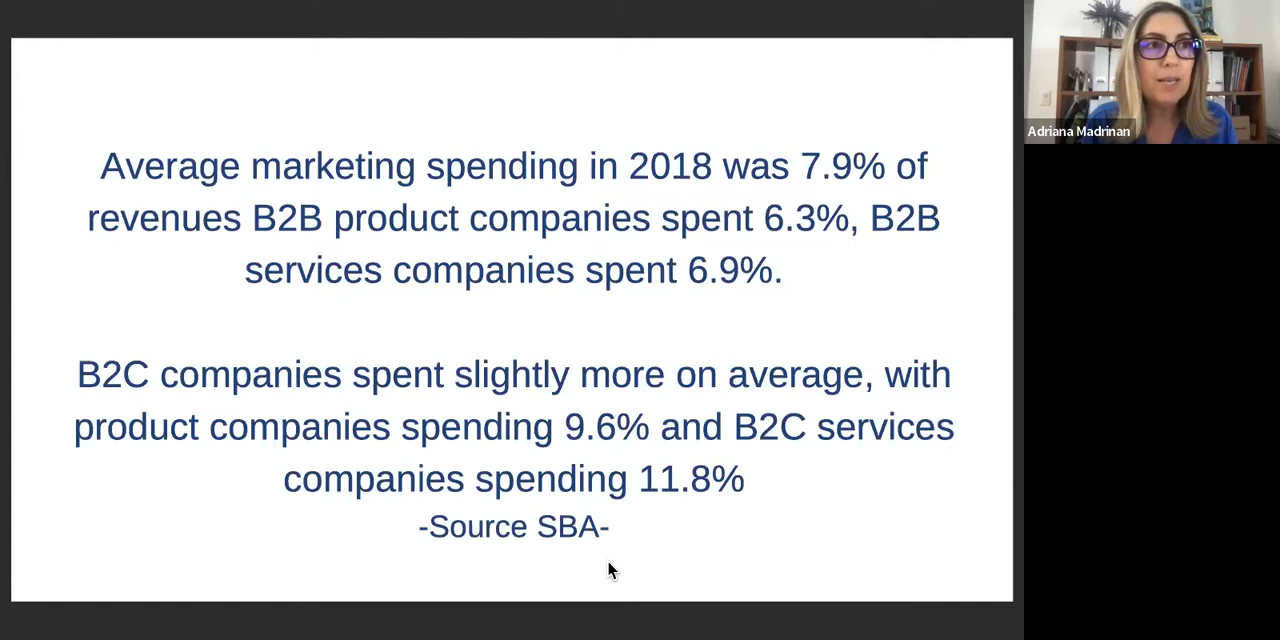 Average marketing spending in 2018 was 7.9% of
revenues B2B product companies spent 6.3%, B2B
services companies spent 6.9%.
B2C companies spent slightly more on average, with
product companies spending 9.6% and B2C services
companies spending 11.8%
-Source SBA-
Adriana Madrinan